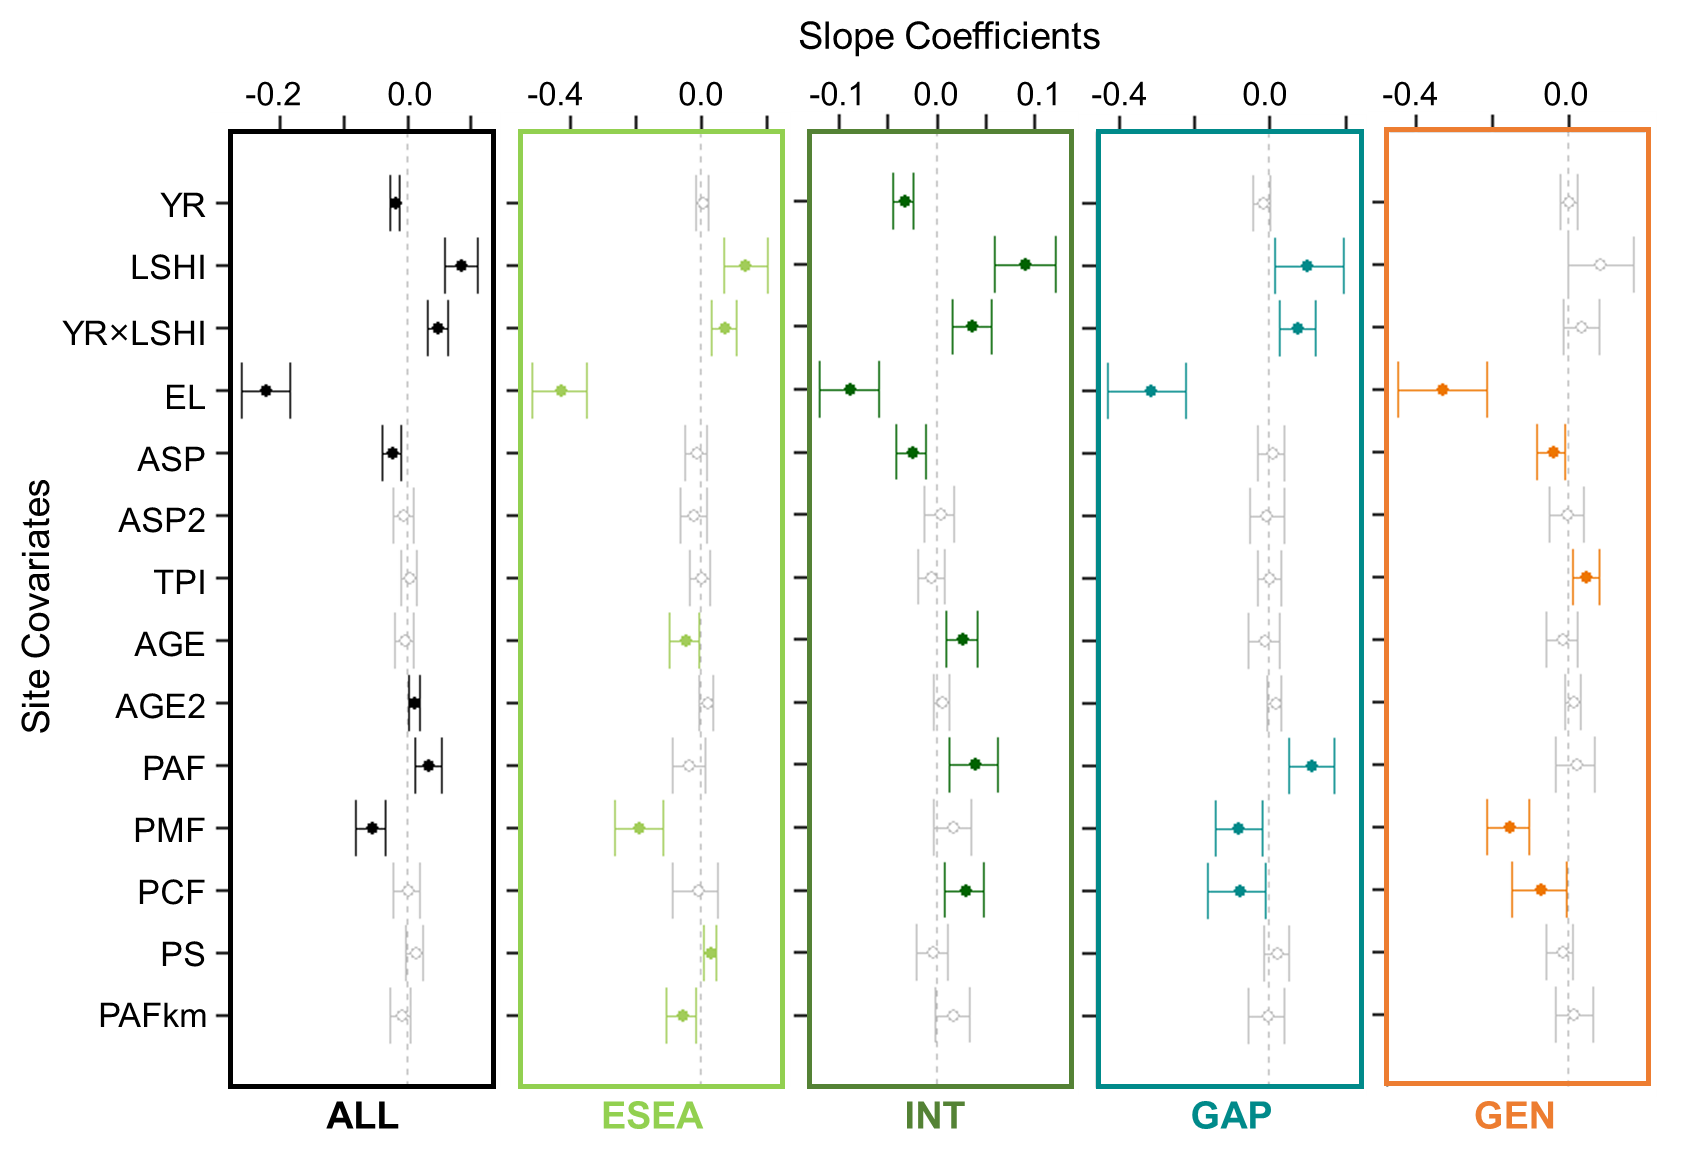 Slope Coefficients
-0.2 0.0 -0.4 0.0 -0.1 0.0 0.1 -0.4 0.0 -0.4 0.0
Site Covariates
YR
LSHI
YR×LSHI
EL
ASP
ASP2
TPI
AGE
AGE2
PAF
PMF
PCF
PS
PAFkm
ALL ESEA INT GAP GEN